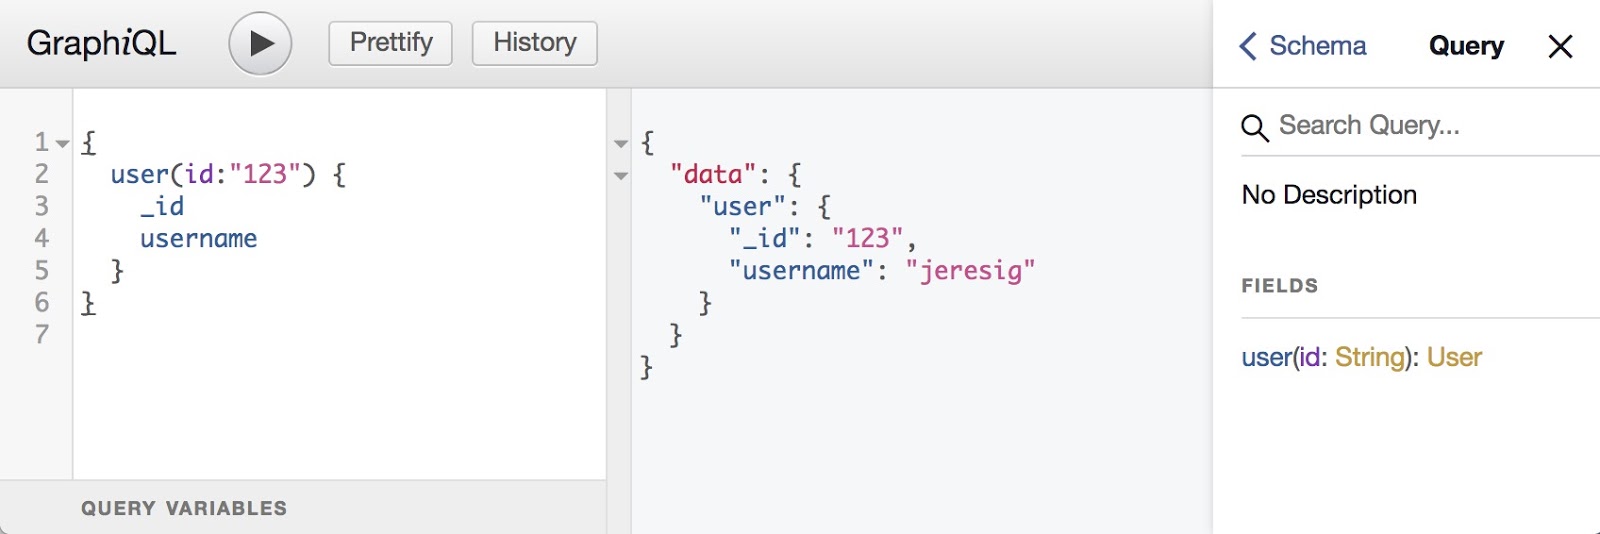 GraphiQL
Prettify
History
1 {
2 user(id:"123") {
3 _id
4 username
5 }
6 }
7
QUERY VARIABLES
{
"data": {
"user": {
"_id": "123",
"username": "jeresig"
}
}
}
Schema
Query
Search Query...
No Description
FIELDS
user(id: String): User